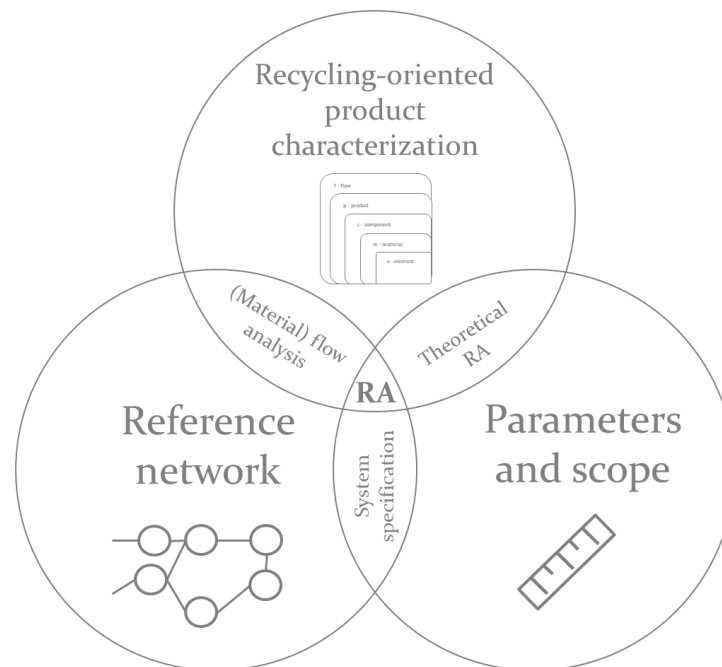 Recycling-oriented
product
characterization
f - flow
p - product
c - component
m - material
e - element
(Material) flow
analysis
Theoretical
RA
RA
Reference
network
Parameters
and scope
System
specification